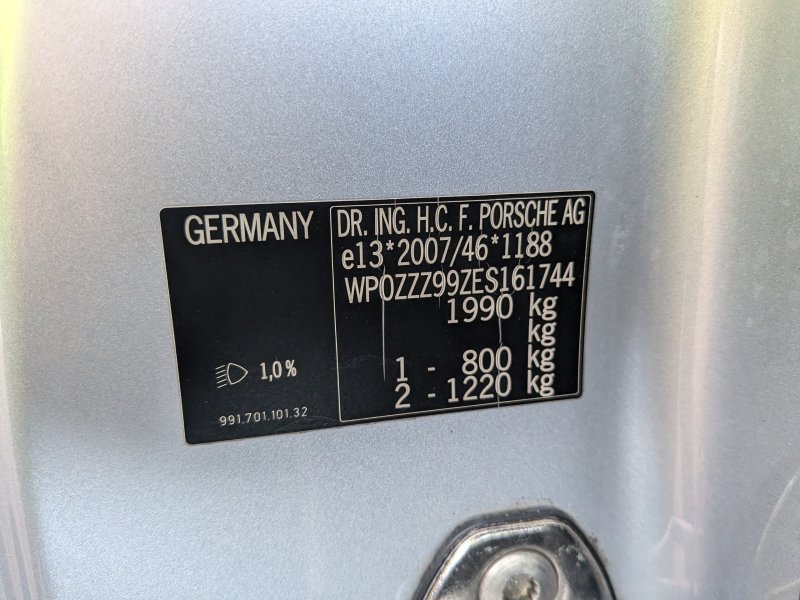 GERMANY
1,0%
991.701.101.32
DR. ING. H.C. F. PORSCHE AG
e13*2007/46*1188
WP0ZZZ99ZES161744
1990 kg
kg
1 - 800 kg
2 - 1220 kg